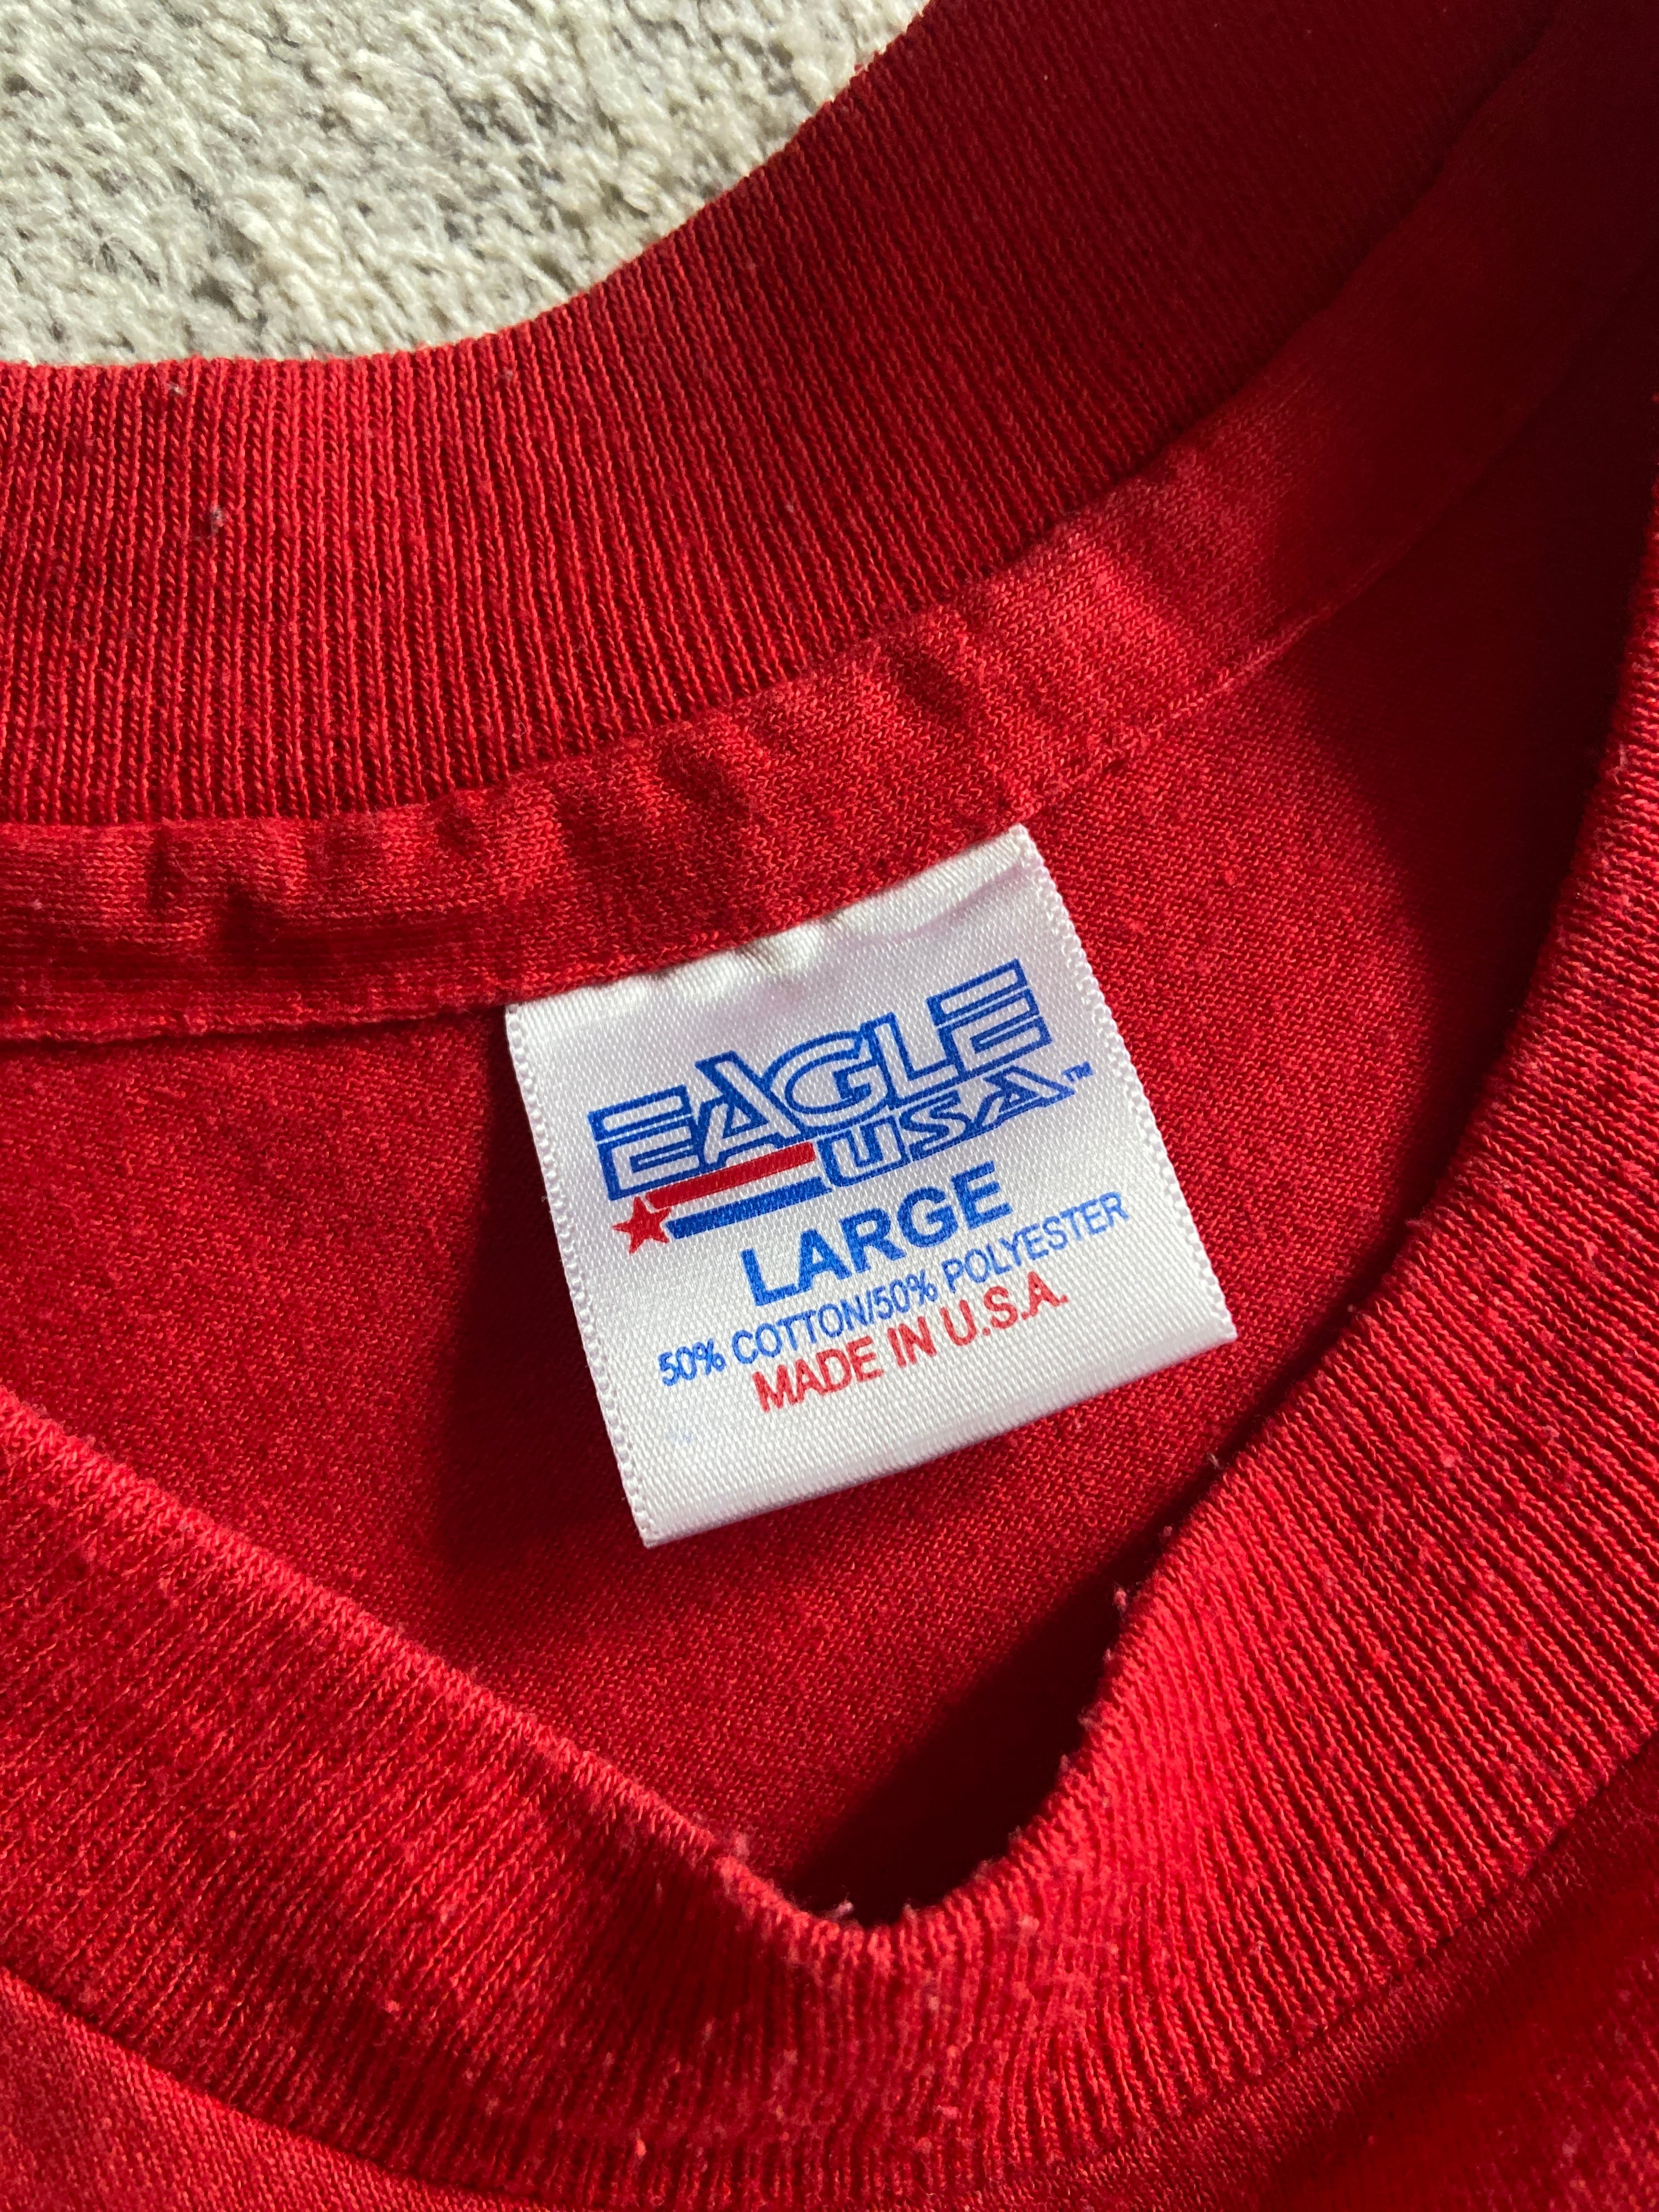 EAGLE
USA™
LARGE
50% COTTON/50% POLYESTER
MADE IN U.S.A.